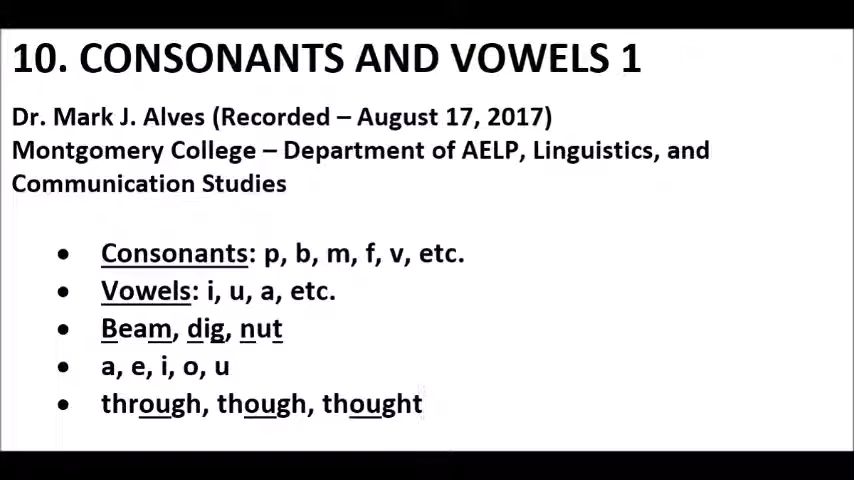 10. CONSONANTS AND VOWELS 1
Dr. Mark J. Alves (Recorded – August 17, 2017)
Montgomery College – Department of AELP, Linguistics, and
Communication Studies
• Consonants: p, b, m, f, v, etc.
• Vowels: i, u, a, etc.
• Beam, dig, nut
• a, e, i, o, u
• through, though, thought